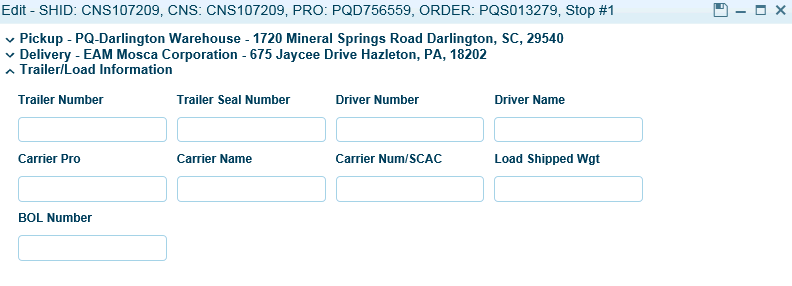 Edit - SHID: CNS107209, CNS: CNS107209, PRO: PQD756559, ORDER: PQS013279, Stop #1
Pickup - PQ-Darlington Warehouse - 1720 Mineral Springs Road Darlington, SC, 29540
Delivery - EAM Mosca Corporation - 675 Jaycee Drive Hazleton, PA, 18202
Trailer/Load Information
Trailer Number Trailer Seal Number Driver Number Driver Name
Carrier Pro Carrier Name Carrier Num/SCAC Load Shipped Wgt
BOL Number